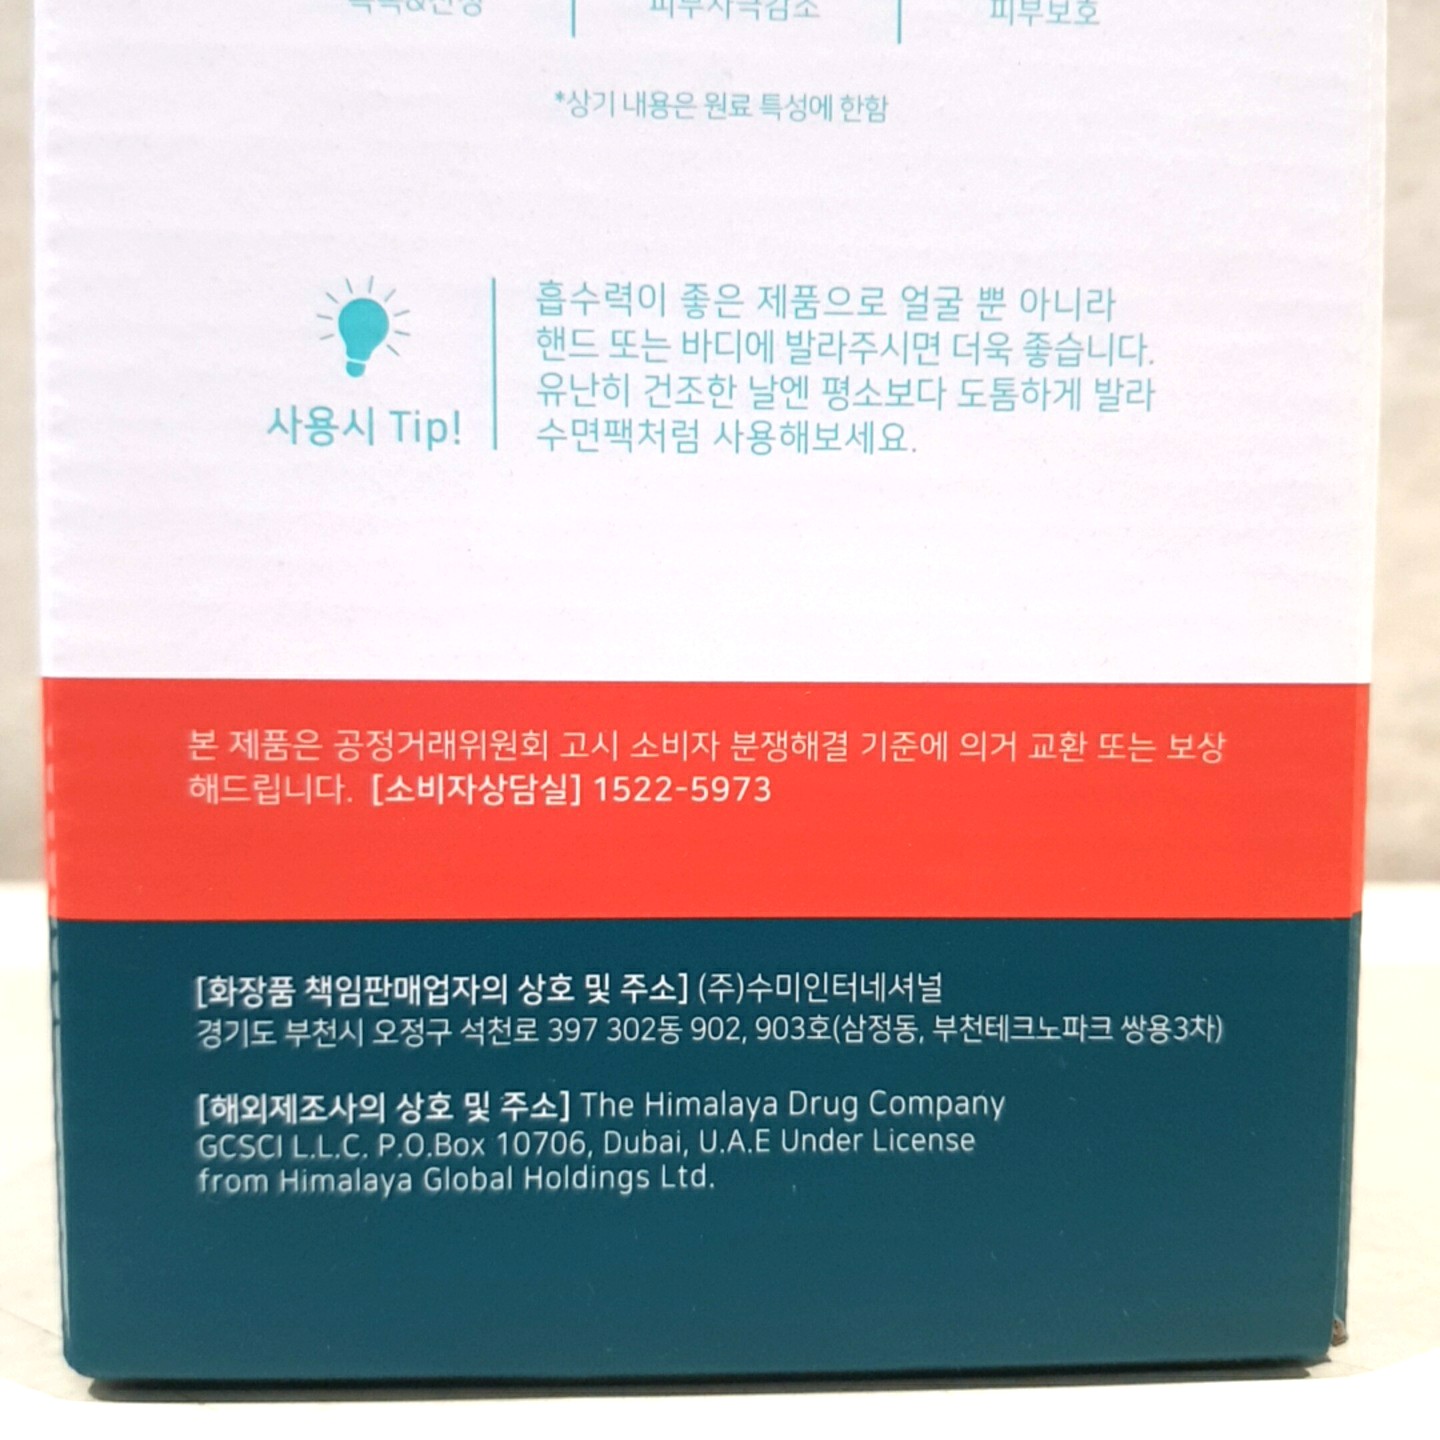 피부자극감소
피부보호
*상기 내용은 원료 특성에 한함
흡수력이 좋은 제품으로 얼굴 뿐 아니라
핸드 또는 바디에 발라주시면 더욱 좋습니다.
유난히 건조한 날엔 평소보다 도톰하게 발라
수면팩처럼 사용해보세요.
사용시 Tip!
본 제품은 공정거래위원회 고시 소비자 분쟁해결 기준에 의거 교환 또는 보상
해드립니다. [소비자상담실] 1522-5973
[화장품 책임판매업자의 상호 및 주소] (주)수미인터네셔널
경기도 부천시 오정구 석천로 397 302동 902, 903호(삼정동, 부천테크노파크 쌍용3차)
[해외제조사의 상호 및 주소] The Himalaya Drug Company
GCSCI L.L.C. P.O.Box 10706, Dubai, U.A.E Under License
from Himalaya Global Holdings Ltd.